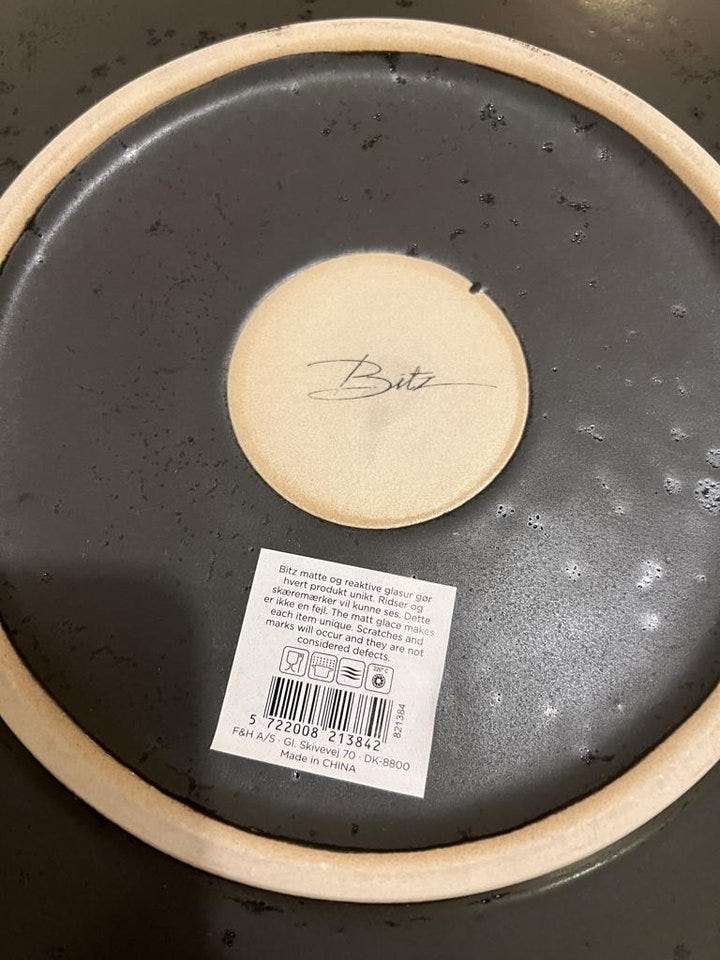 Bitz
Bitz matte og reaktive glasur gør
hvert produkt unikt. Ridser og
skæremærker vil kunne ses. Dette
er ikke en fejl. The matt glace makes
each item unique. Scratches and
marks will occur and they are not
considered defects.
220° C
5 722008 213842
821384
F&H A/S · Gl. Skivevej 70 · DK-8800
Made in CHINA